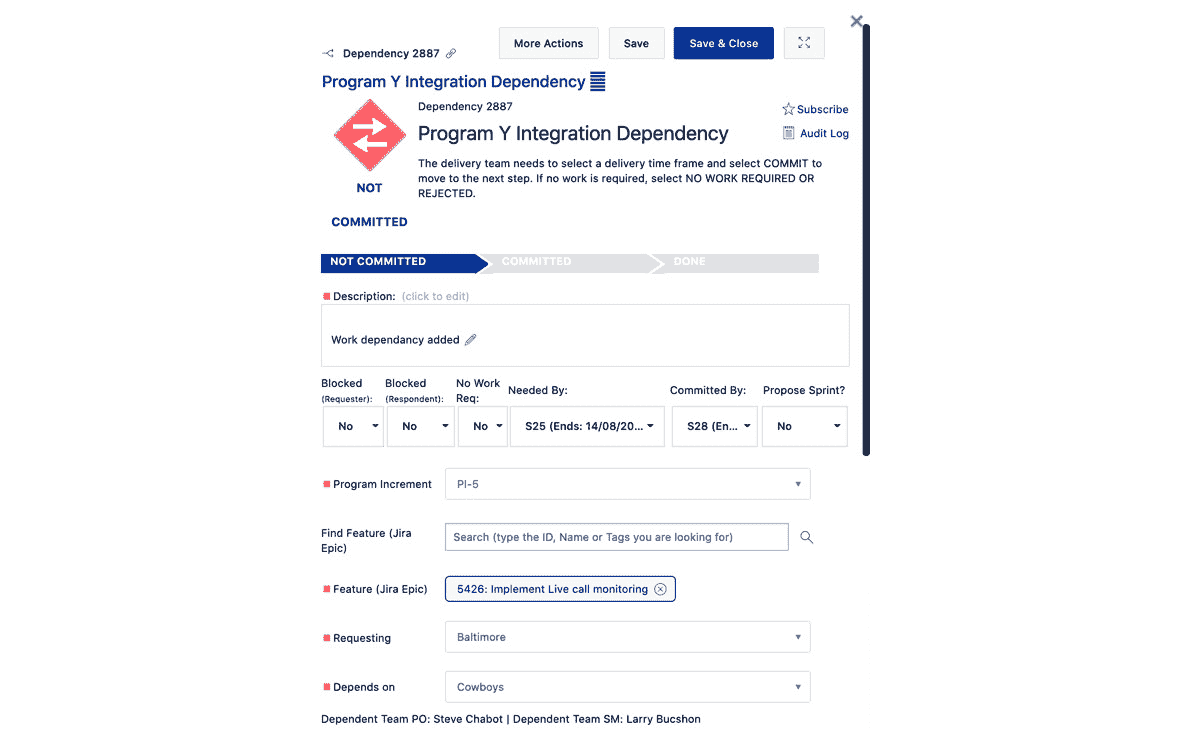 More Actions
Save
Save & Close
Dependency 2887
Program Y Integration Dependency
Dependency 2887
Subscribe
Program Y Integration Dependency
Audit Log
The delivery team needs to select a delivery time frame and select COMMIT to
move to the next step. If no work is required, select NO WORK REQUIRED OR
REJECTED.
NOT
COMMITTED
NOT COMMITTED
COMMITTED
DONE
Description: (click to edit)
Work dependancy added
Blocked
(Requester):
Blocked
(Respondent):
No Work
Req:
Needed By:
Committed By:
Propose Sprint?
No
No
No
S25 (Ends: 14/08/20...
S28 (En...
No
Program Increment
PI-5
Find Feature (Jira
Epic)
Search (type the ID, Name or Tags you are looking for)
Feature (Jira Epic)
5426: Implement Live call monitoring
Requesting
Baltimore
Depends on
Cowboys
Dependent Team PO: Steve Chabot | Dependent Team SM: Larry Bucshon